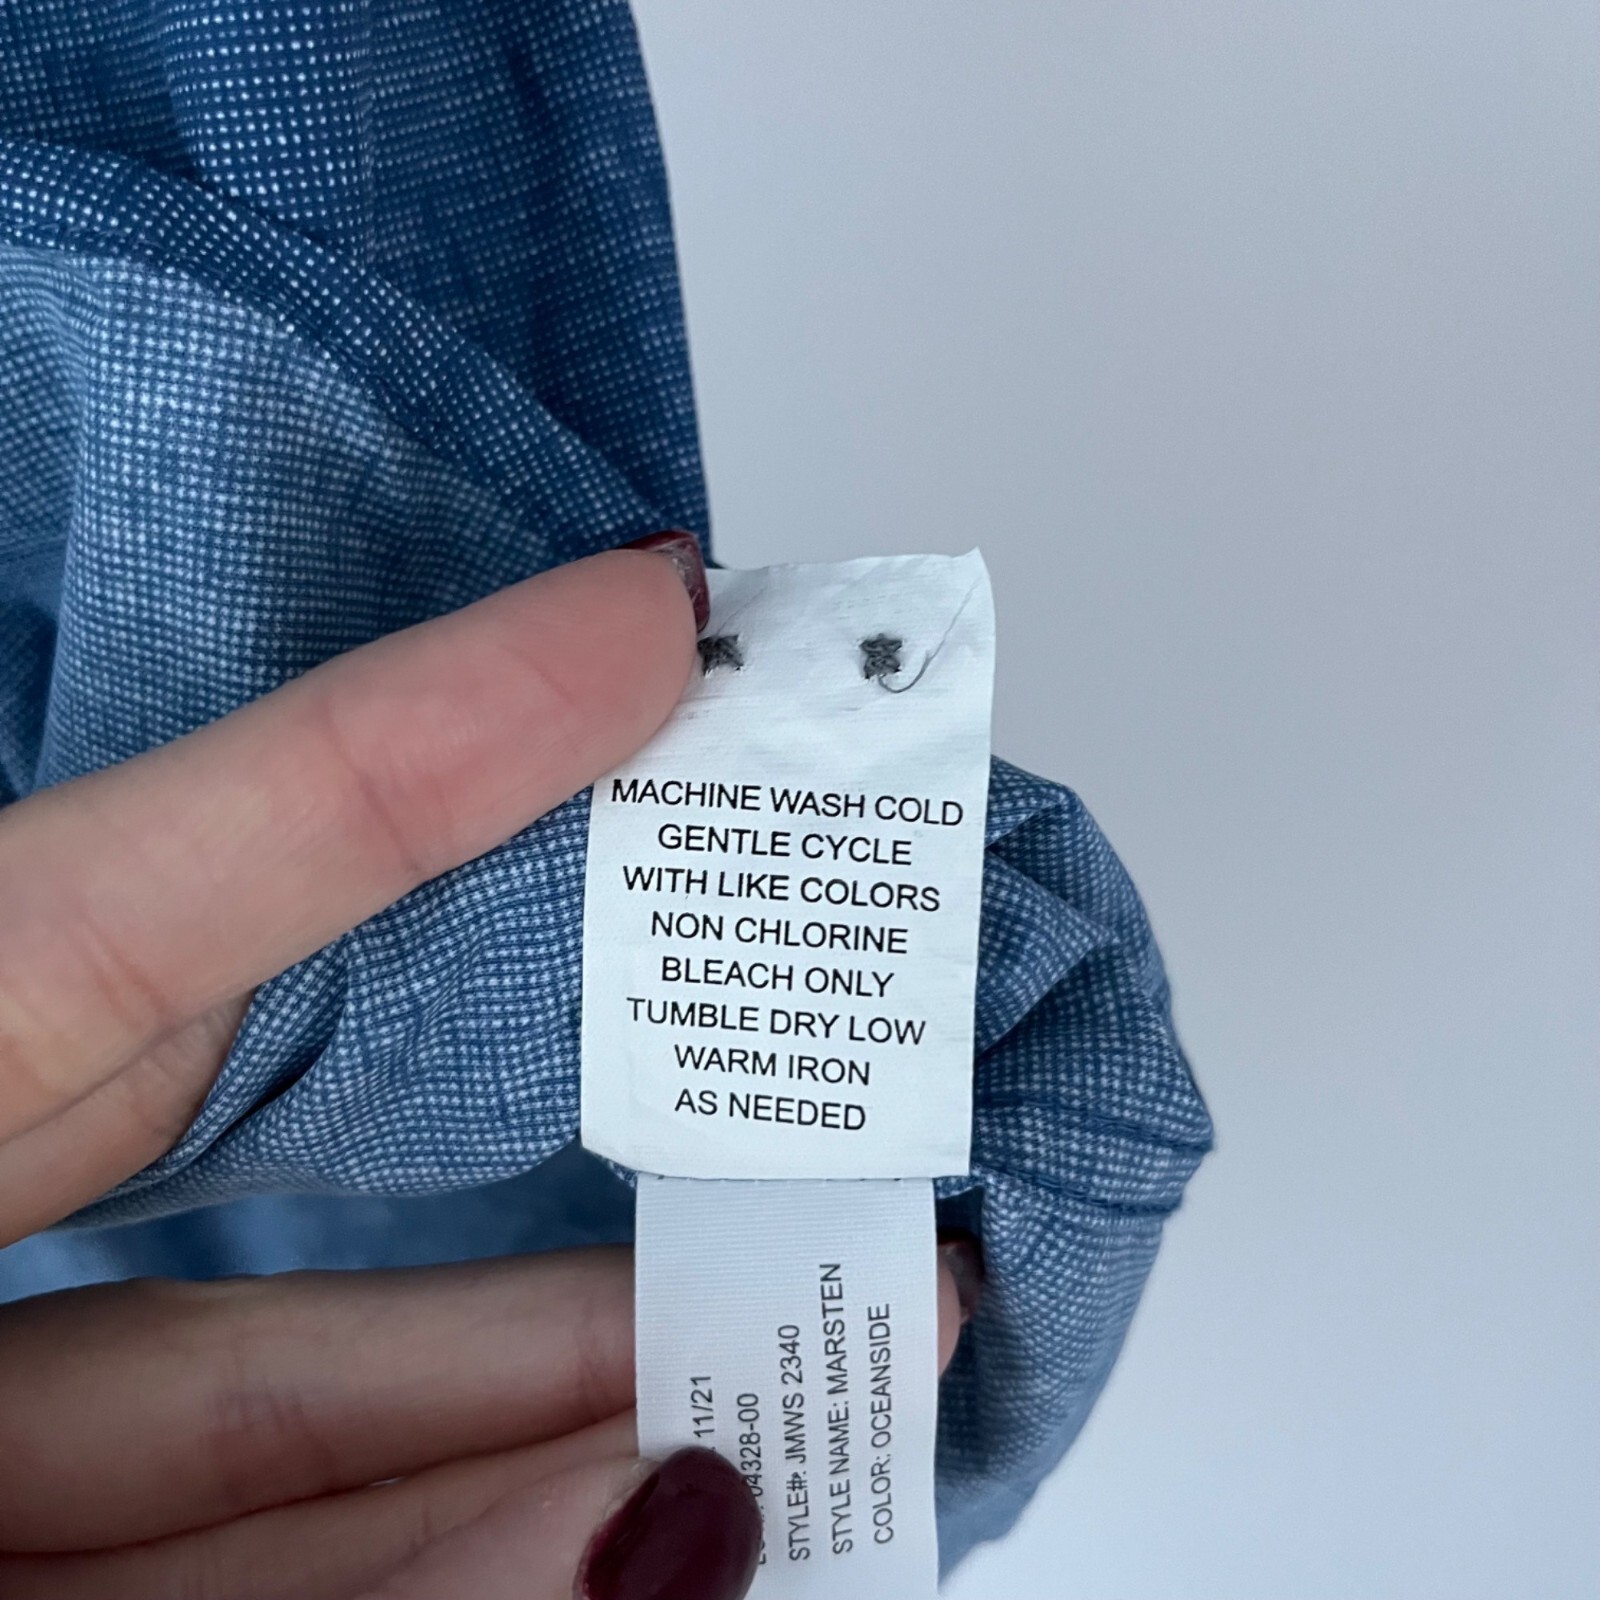 MACHINE WASH COLD
GENTLE CYCLE
WITH LIKE COLORS
NON CHLORINE
BLEACH ONLY
TUMBLE DRY LOW
WARM IRON
AS NEEDED
11/21
04328-00
STYLE#: JMWS 2340
STYLE NAME: MARSTEN
COLOR: OCEANSIDE